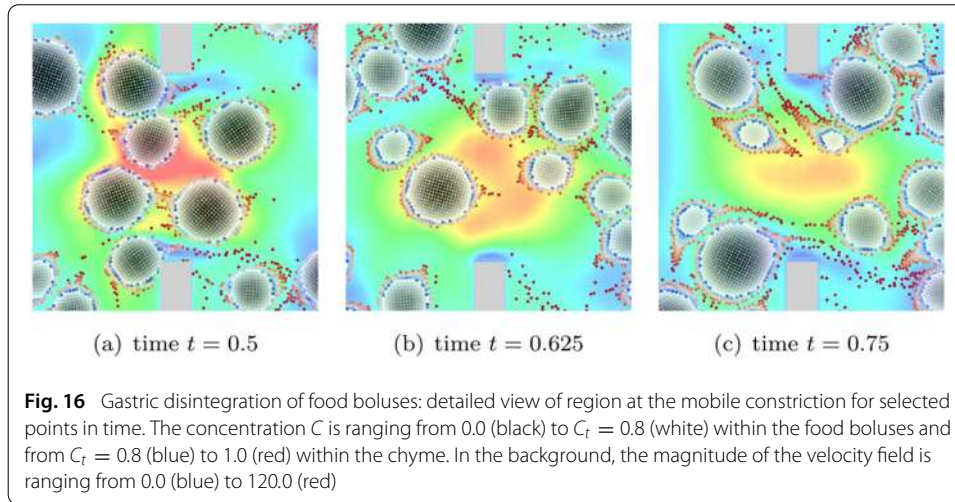 (a) time t = 0.5
(b) time t = 0.625
(c) time t = 0.75
Fig. 16 Gastric disintegration of food boluses: detailed view of region at the mobile constriction for selected
points in time. The concentration C is ranging from 0.0 (black) to Cₜ = 0.8 (white) within the food boluses and
from Cₜ = 0.8 (blue) to 1.0 (red) within the chyme. In the background, the magnitude of the velocity field is
ranging from 0.0 (blue) to 120.0 (red)